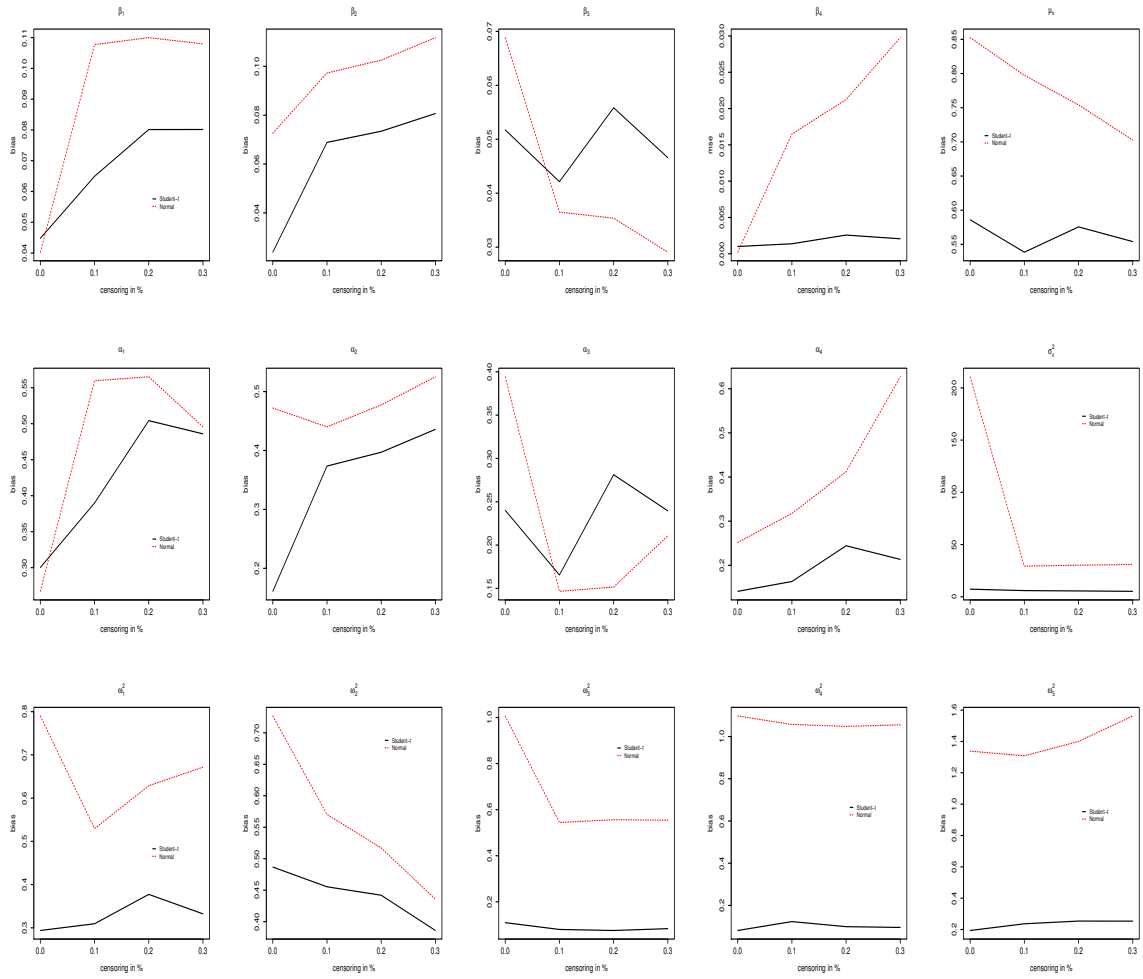 β1
bias
0.04 0.05 0.06 0.07 0.08 0.09 0.10 0.11
Student-t
Normal
0.0 0.1 0.2 0.3
censoring in %
β2
bias
0.04 0.06 0.08 0.10
0.0 0.1 0.2 0.3
censoring in %
β3
bias
0.03 0.04 0.05 0.06 0.07
0.0 0.1 0.2 0.3
censoring in %
β4
mse
0.000 0.005 0.010 0.015 0.020 0.025 0.030
0.0 0.1 0.2 0.3
censoring in %
μx
bias
0.55 0.60 0.65 0.70 0.75 0.80 0.85
Student-t
Normal
0.0 0.1 0.2 0.3
censoring in %
α1
bias
0.30 0.35 0.40 0.45 0.50 0.55
Student-t
Normal
0.0 0.1 0.2 0.3
censoring in %
α2
bias
0.2 0.3 0.4 0.5
0.0 0.1 0.2 0.3
censoring in %
α3
bias
0.15 0.20 0.25 0.30 0.35 0.40
0.0 0.1 0.2 0.3
censoring in %
α4
bias
0.2 0.3 0.4 0.5 0.6
0.0 0.1 0.2 0.3
censoring in %
σx2
bias
0 50 100 150 200
Student-t
Normal
0.0 0.1 0.2 0.3
censoring in %
ω12
bias
0.3 0.4 0.5 0.6 0.7 0.8
Student-t
Normal
0.0 0.1 0.2 0.3
censoring in %
ω22
bias
0.40 0.45 0.50 0.55 0.60 0.65 0.70
Student-t
Normal
0.0 0.1 0.2 0.3
censoring in %
ω32
bias
0.2 0.4 0.6 0.8 1.0
Student-t
Normal
0.0 0.1 0.2 0.3
censoring in %
ω42
bias
0.2 0.4 0.6 0.8 1.0
Student-t
Normal
0.0 0.1 0.2 0.3
censoring in %
ω52
bias
0.2 0.4 0.6 0.8 1.0 1.2 1.4 1.6
Student-t
Normal
0.0 0.1 0.2 0.3
censoring in %